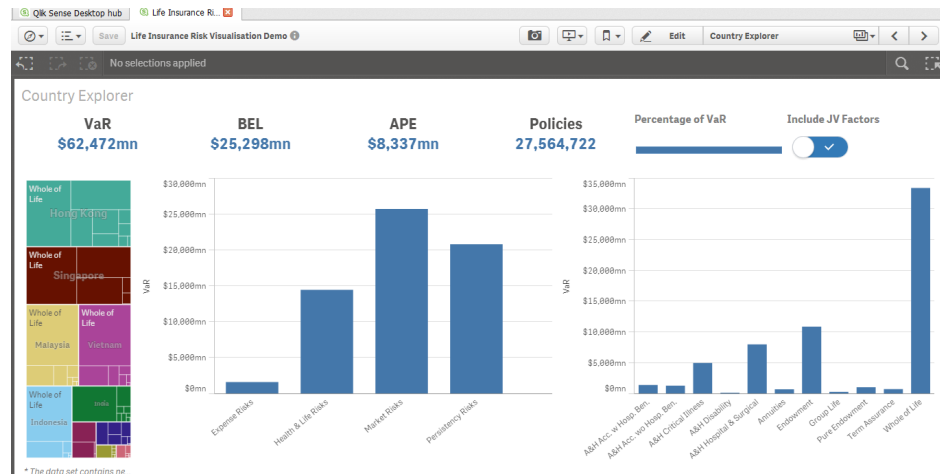 Qlik Sense Desktop hub
Life Insurance Ri...
Save
Life Insurance Risk Visualisation Demo
Edit
Country Explorer
No selections applied
Country Explorer
VaR
$62,472mn
BEL
$25,298mn
APE
$8,337mn
Policies
27,564,722
Percentage of VaR
Include JV Factors
Whole of
Life
Hong Kong
Whole of
Life
Singapore
Whole of
Life
Malaysia
Whole of
Life
Vietnam
Whole of
Life
Indonesia
India
* The data set contains ne
VaR
$30,000mn
$25,000mn
$20,000mn
$15,000mn
$10,000mn
$5,000mn
$0mn
Expense Risks
Health & Life Risks
Market Risks
Persistency Risks
VaR
$35,000mn
$30,000mn
$25,000mn
$20,000mn
$15,000mn
$10,000mn
$5,000mn
$0mn
A&H Acc. w Hosp. Ben.
A&H Acc. wo Hosp. Ben.
A&H Critical Illness
A&H Disability
A&H Hospital & Surgical
Annuities
Endowment
Group Life
Pure Endowment
Term Assurance
Whole of Life